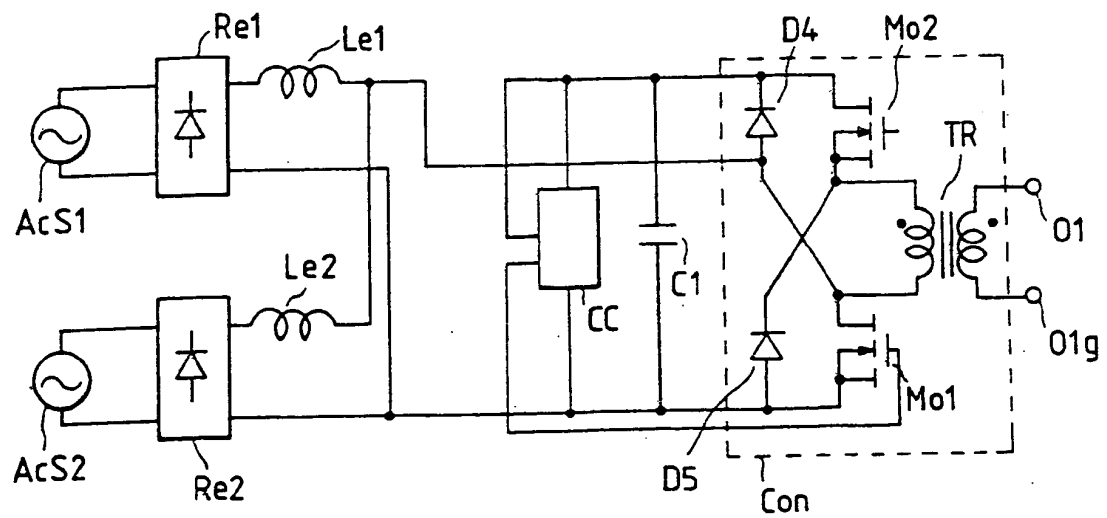 Re1
Le1
D4
Mo2
TR
AcS1
O1
Le2
C1
CC
O1g
Mo1
AcS2
Re2
D5
Con